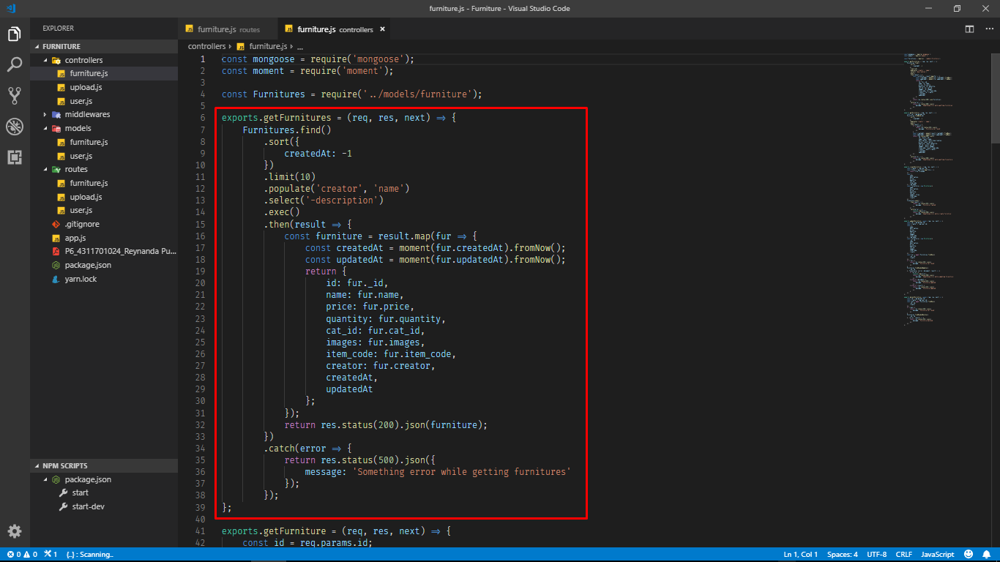 furniture.js - Furniture - Visual Studio Code
EXPLORER
FURNITURE
controllers
furniture.js
upload.js
user.js
middlewares
models
furniture.js
user.js
routes
furniture.js
upload.js
user.js
.gitignore
app.js
P6_4311701024_Reynanda Pu...
package.json
yarn.lock
NPM SCRIPTS
package.json
start
start-dev
furniture.js routes
furniture.js controllers ×
controllers › furniture.js › ...
1 const mongoose = require('mongoose');
2 const moment = require('moment');
3
4 const Furnitures = require('../models/furniture');
5
6 exports.getFurnitures = (req, res, next) => {
7 Furnitures.find()
8 .sort({
9 createdAt: -1
10 })
11 .limit(10)
12 .populate('creator', 'name')
13 .select('-description')
14 .exec()
15 .then(result => {
16 const furniture = result.map(fur => {
17 const createdAt = moment(fur.createdAt).fromNow();
18 const updatedAt = moment(fur.updatedAt).fromNow();
19 return {
20 id: fur._id,
21 name: fur.name,
22 price: fur.price,
23 quantity: fur.quantity,
24 cat_id: fur.cat_id,
25 images: fur.images,
26 item_code: fur.item_code,
27 creator: fur.creator,
28 createdAt,
29 updatedAt
30 };
31 });
32 return res.status(200).json(furniture);
33 })
34 .catch(error => {
35 return res.status(500).json({
36 message: 'Something error while getting furnitures'
37 });
38 });
39 };
40
41 exports.getFurniture = (req, res, next) => {
42 const id = req.params.id;
0 0 1 {..} : Scanning.. Ln 1, Col 1 Spaces: 4 UTF-8 CRLF JavaScript